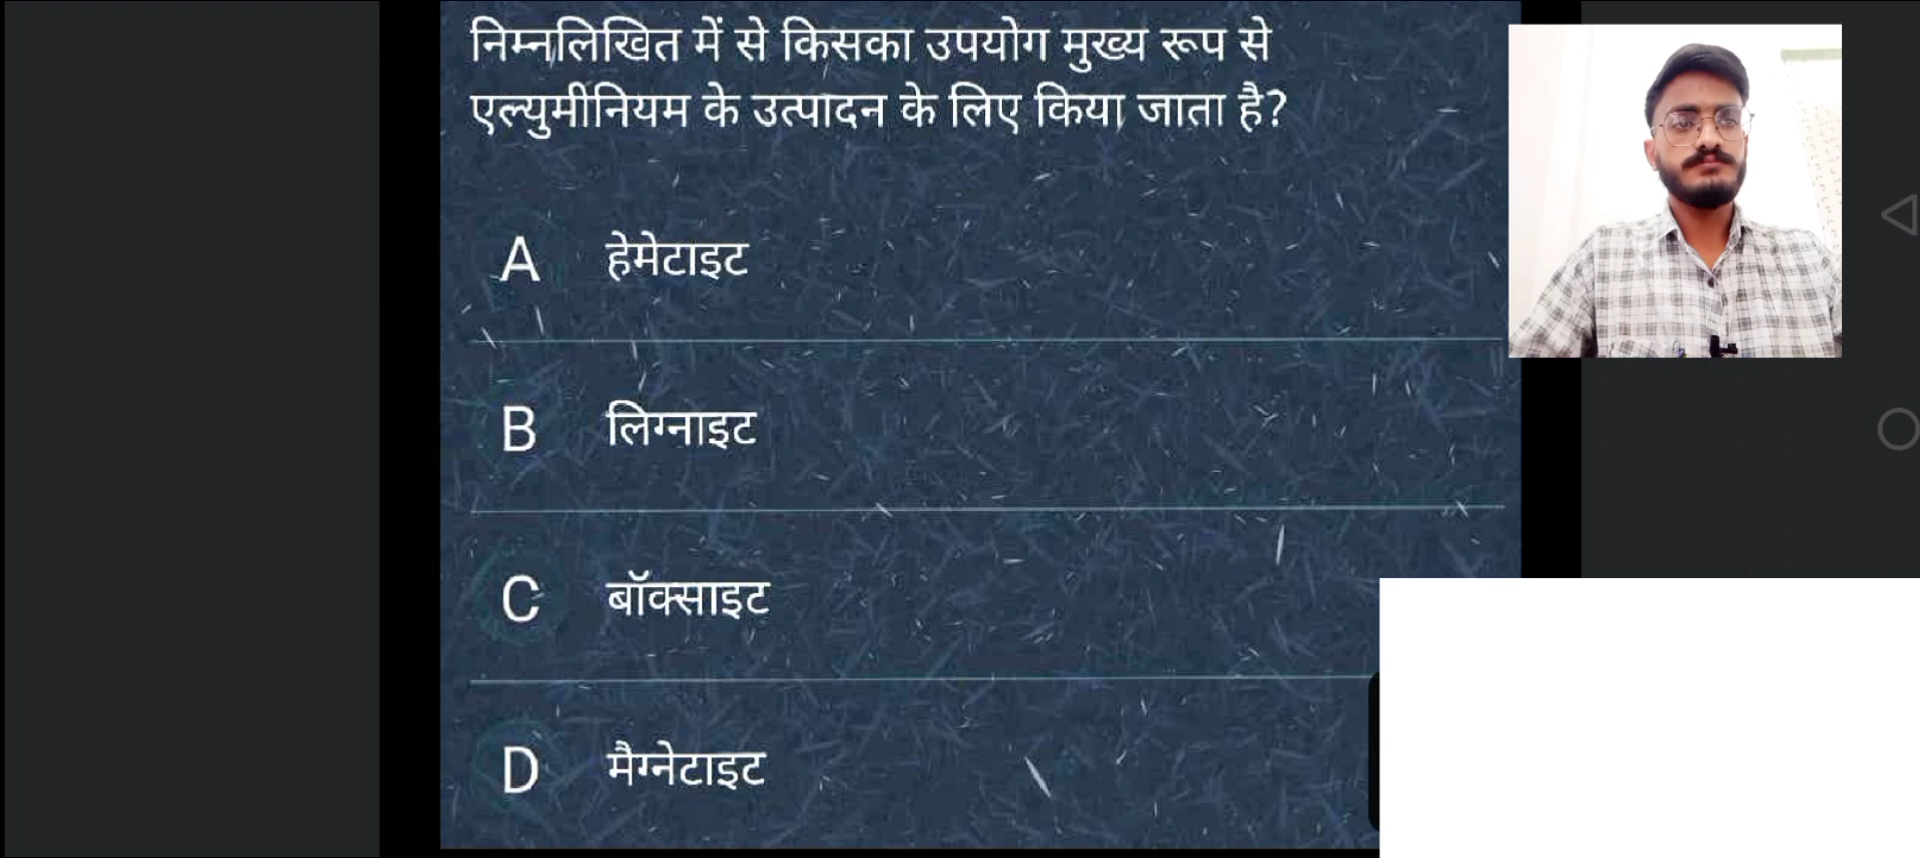 निम्नलिखित में से किसका उपयोग मुख्य रूप से
एल्युमीनियम के उत्पादन के लिए किया जाता है?
A हेमेटाइट
B लिग्नाइट
C बॉक्साइट
D मैग्नेटाइट